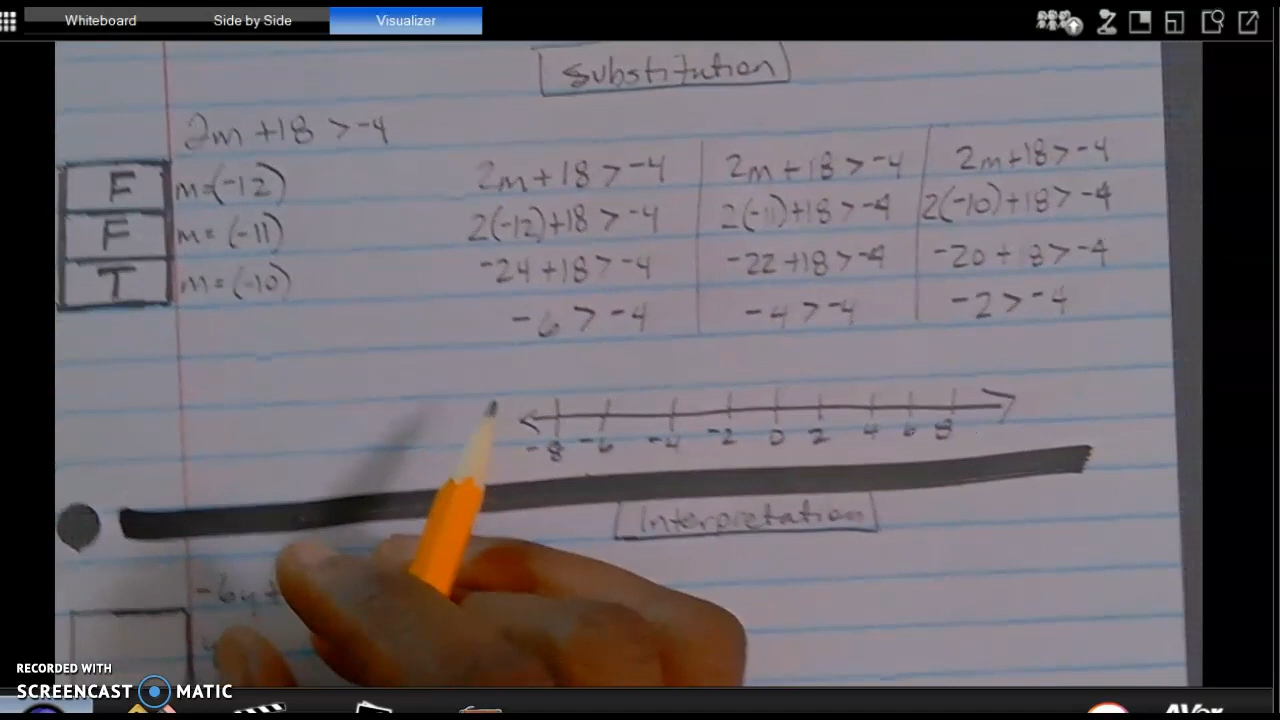 Whiteboard Side by Side Visualizer
Substitution
2m +18 > -4
F m=(-12)
F m= (-11)
T m= (-10)
2m+18 > -4
2(-12)+18 > -4
-24 +18 > -4
-6 > -4
2m+18 > -4
2(-11)+18 > -4
-22 +18 > -4
-4 > -4
2m+18 > -4
2(-10)+18 > -4
-20 + 18 > -4
-2 > -4
-8 -6 -4 -2 0 2 4 6 8
Interpretation
-6y+
RECORDED WITH
SCREENCAST MATIC
AVer